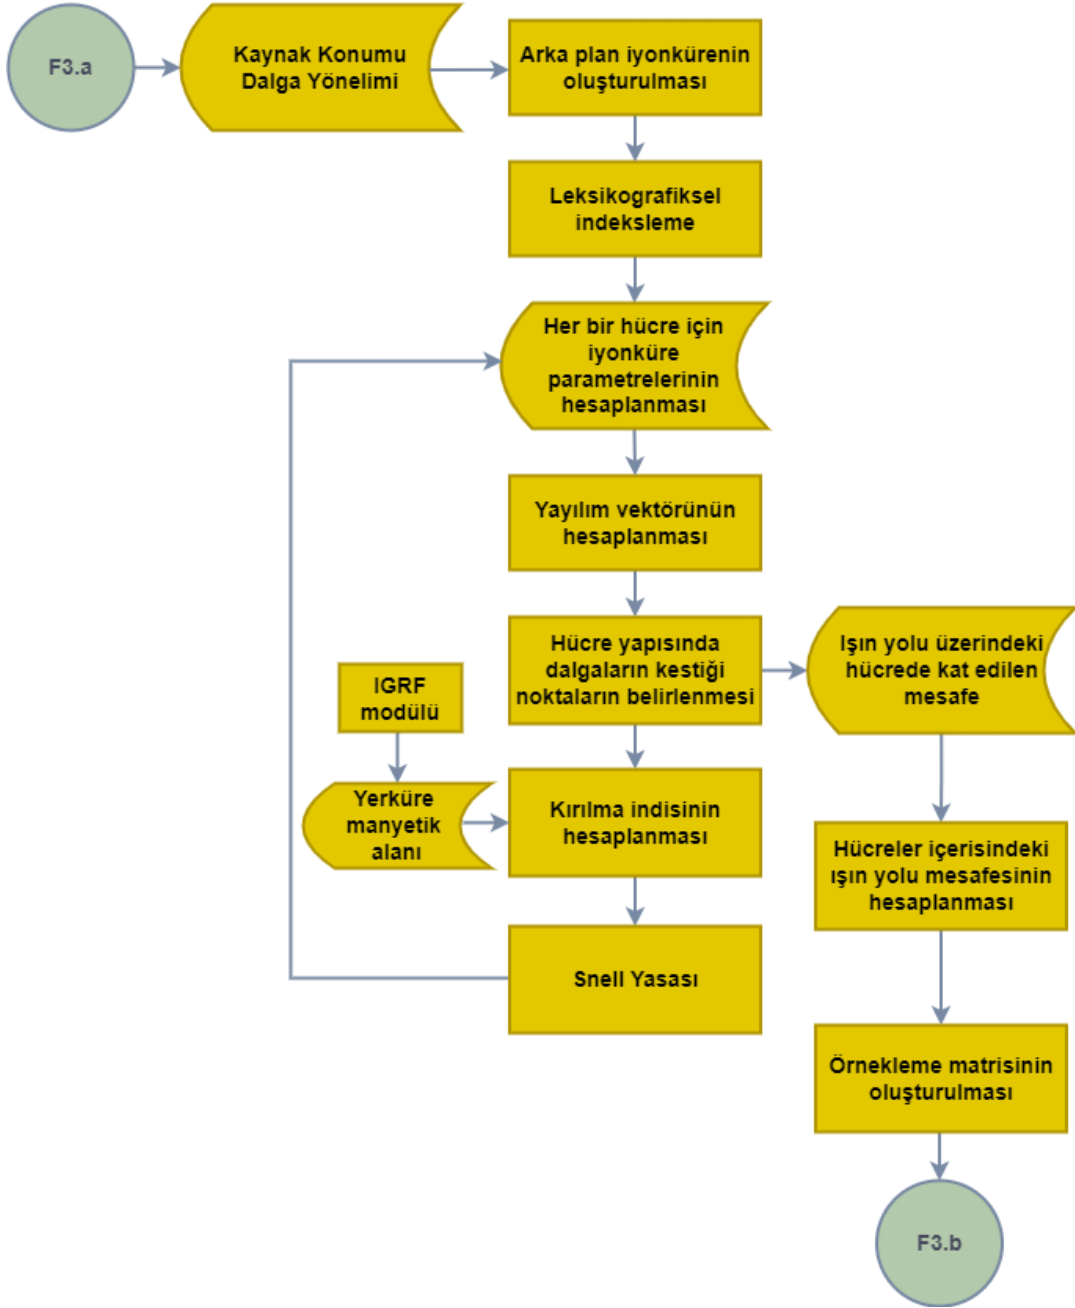 F3.a
Kaynak Konumu
Dalga Yönelimi
Arka plan iyonkürenin
oluşturulması
Leksikografiksel
indeksleme
Her bir hücre için
iyonküre
parametrelerinin
hesaplanması
Yayılım vektörünün
hesaplanması
Hücre yapısında
dalgaların kestiği
noktaların belirlenmesi
Işın yolu üzerindeki
hücrede kat edilen
mesafe
IGRF
modülü
Yerküre
manyetik
alanı
Kırılma indisinin
hesaplanması
Hücreler içerisindeki
ışın yolu mesafesinin
hesaplanması
Snell Yasası
Örnekleme matrisinin
oluşturulması
F3.b